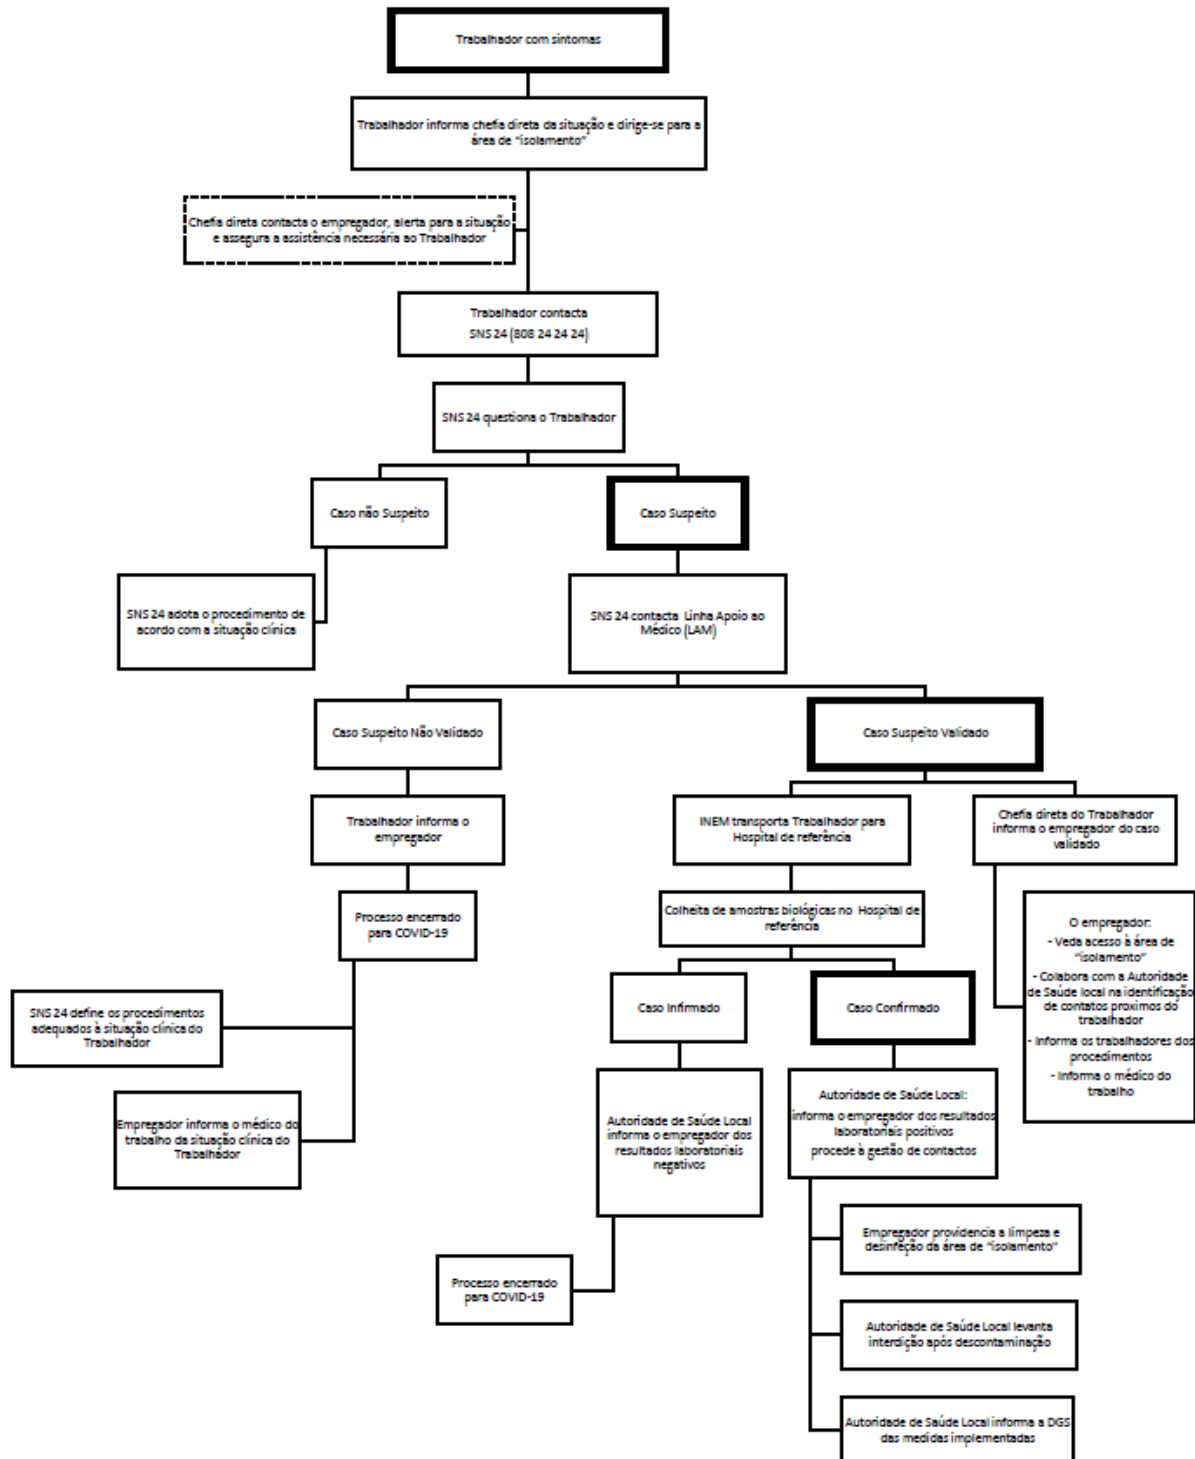 Trabalhador com sintomas
Trabalhador informa chefia direta da situação e dirige-se para a
área de “isolamento”
Chefia direta contacta o empregador, alerta para a situação
e assegura a assistência necessária ao Trabalhador
Trabalhador contacta
SNS 24 (808 24 24 24)
SNS 24 questiona o Trabalhador
Caso não Suspeito
Caso Suspeito
SNS 24 adota o procedimento de
acordo com a situação clínica
SNS 24 contacta Linha Apoio ao
Médico (LAM)
Caso Suspeito Não Validado
Caso Suspeito Validado
Trabalhador informa o
empregador
INEM transporta Trabalhador para
Hospital de referência
Chefia direta do Trabalhador
informa o empregador do caso
validado
Processo encerrado
para COVID-19
Colheita de amostras biológicas no Hospital de
referência
O empregador:
- Veda acesso à área de
“isolamento”
- Colabora com a Autoridade
de Saúde local na identificação
de contatos proximos do
trabalhador
- Informa os trabalhadores dos
procedimentos
- Informa o médico do
trabalho
SNS 24 define os procedimentos
adequados à situação clínica do
Trabalhador
Caso Infirmado
Caso Confirmado
Empregador informa o médico do
trabalho da situação clínica do
Trabalhador
Autoridade de Saúde Local
informa o empregador dos
resultados laboratoriais
negativos
Autoridade de Saúde Local:
informa o empregador dos resultados
laboratoriais positivos
procede à gestão de contactos
Processo encerrado
para COVID-19
Empregador providencia a limpeza e
desinfeção da área de “isolamento”
Autoridade de Saúde Local levanta
interdição após descontaminação
Autoridade de Saúde Local informa a DGS
das medidas implementadas